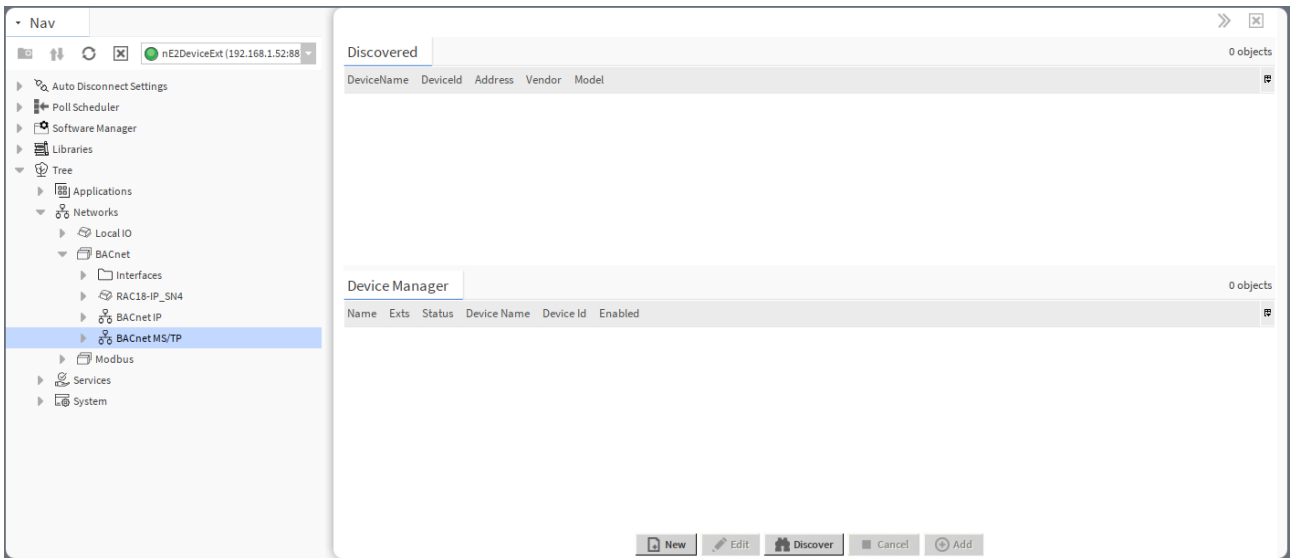 Nav
nE2DeviceExt (192.168.1.52:88
Auto Disconnect Settings
Poll Scheduler
Software Manager
Libraries
Tree
Applications
Networks
Local IO
BACnet
Interfaces
RAC18-IP_SN4
BACnet IP
BACnet MS/TP
Modbus
Services
System
Discovered 0 objects
DeviceName DeviceId Address Vendor Model
Device Manager 0 objects
Name Exts Status Device Name Device Id Enabled
New Edit Discover Cancel Add